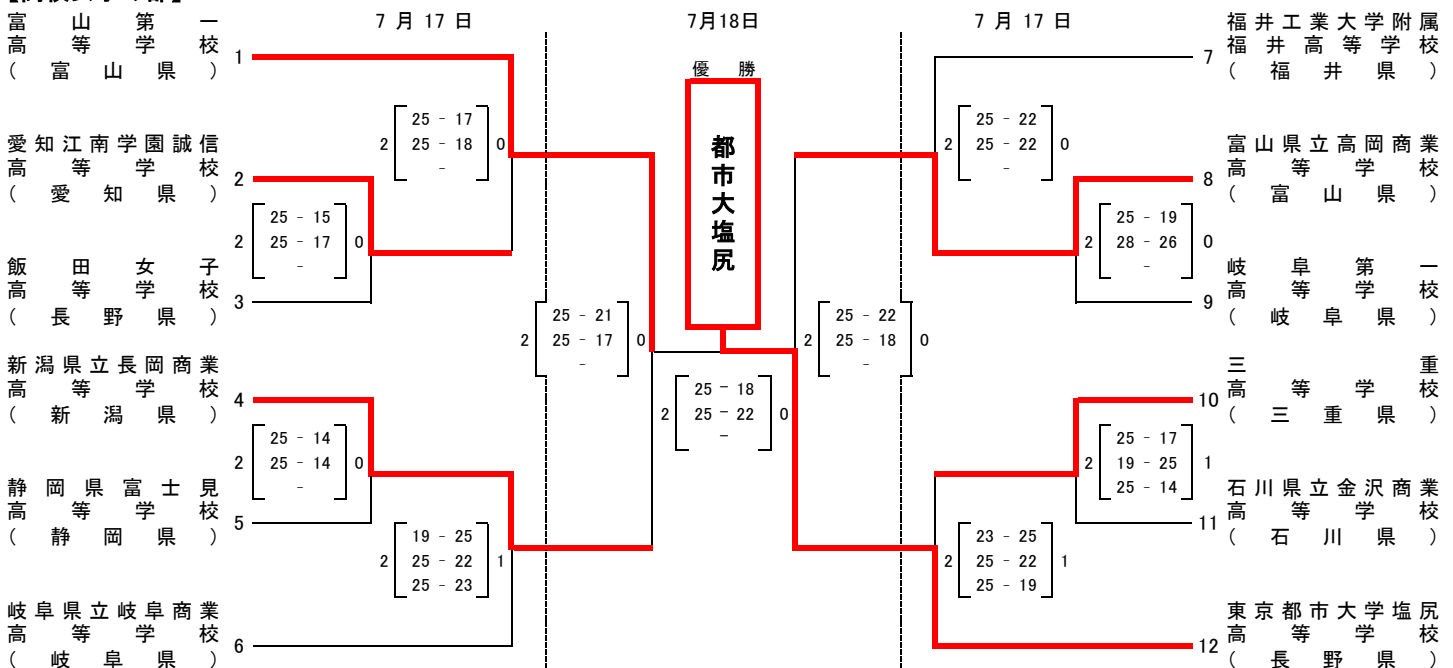 7 月 17 日
7月18日
7 月 17 日
優 勝
都市大塩尻
富山第一
高等学校
(富山県)
1
愛知江南学園誠信
高等学校
(愛知県)
2
飯田女子
高等学校
(長野県)
3
新潟県立長岡商業
高等学校
(新潟県)
4
静岡県富士見
高等学校
(静岡県)
5
岐阜県立岐阜商業
高等学校
(岐阜県)
6
2 25 - 17 0
25 - 18
-
2 25 - 15 0
25 - 17
-
2 25 - 14 0
25 - 14
-
2 19 - 25 1
25 - 22
25 - 23
2 25 - 21 0
25 - 17
-
2 25 - 18 0
25 - 22
-
2 25 - 22 0
25 - 18
-
2 25 - 22 0
25 - 22
-
2 25 - 19 0
28 - 26
-
2 25 - 17 1
19 - 25
25 - 14
2 23 - 25 1
25 - 22
25 - 19
7
福井工業大学附属
福井高等学校
(福井県)
8
富山県立高岡商業
高等学校
(富山県)
9
岐阜第一
高等学校
(岐阜県)
10
三重
高等学校
(三重県)
11
石川県立金沢商業
高等学校
(石川県)
12
東京都市大学塩尻
高等学校
(長野県)